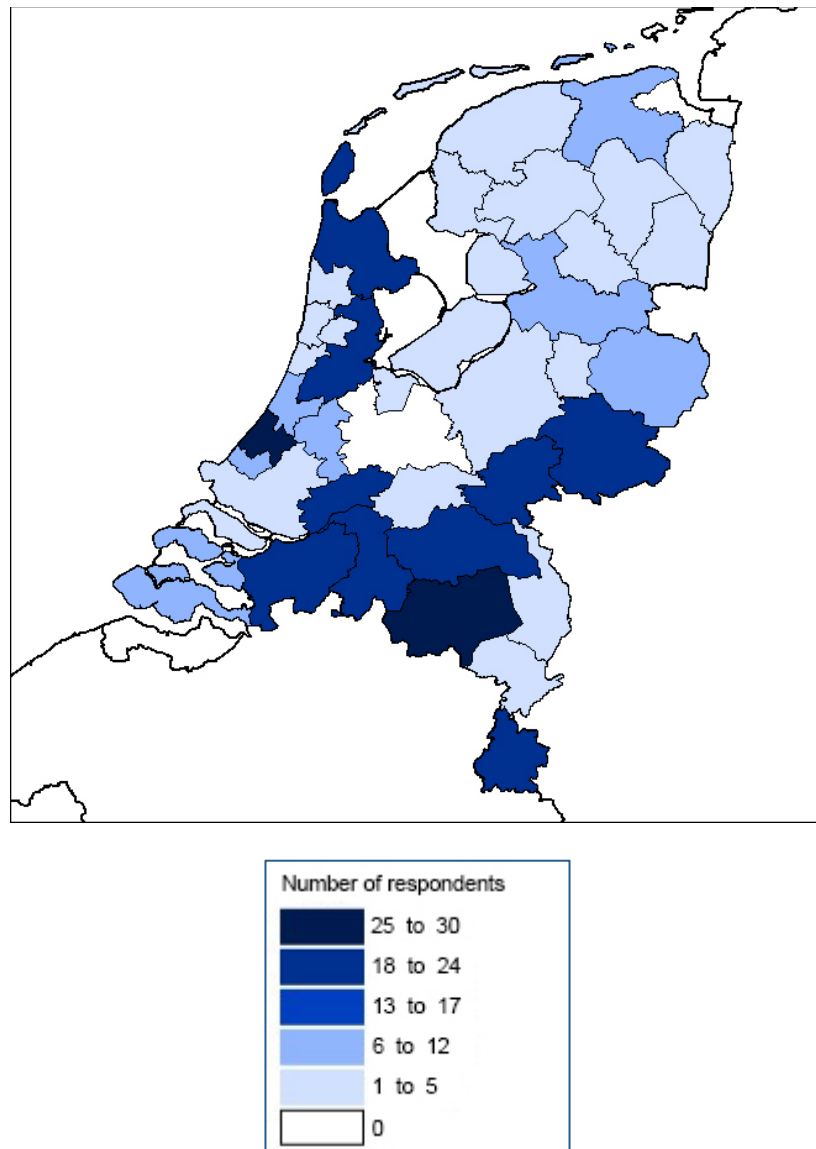 Number of respondents
25 to 30
18 to 24
13 to 17
6 to 12
1 to 5
0